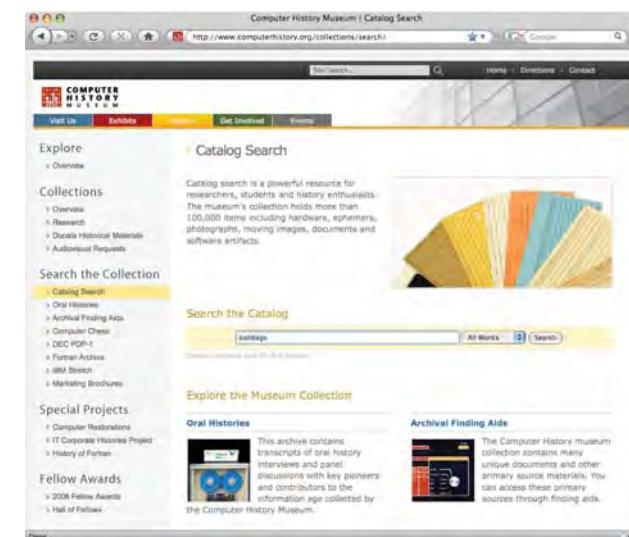 Computer History Museum | Catalog Search
http://www.computerhistory.org/collections/search/
Google
Home Directions Contact
COMPUTER
HISTORY
MUSEUM
Visit Us Exhibits Get Involved Events
Explore
Overview
Collections
Overview
Research
Donate Historical Materials
Audiovisual Requests
Search the Collection
Catalog Search
Oral Histories
Archival Finding Aids
Computer Chess
DEC PDP-1
Fortran Archive
IBM Stretch
Marketing Brochures
Special Projects
Computer Restorations
IT Corporate Histories Project
History of Fortran
Fellow Awards
2008 Fellow Awards
Hall of Fellows
Catalog Search
Catalog search is a powerful resource for
researchers, students and history enthusiasts.
The museum's collection holds more than
100,000 items including hardware, ephemera,
photographs, moving images, documents and
software artifacts.
Search the Catalog
babbage All Words Search
Explore the Museum Collection
Oral Histories
This archive contains
transcripts of oral history
interviews and panel
discussions with key pioneers
and contributors to the
information age collected by
the Computer History Museum.
Archival Finding Aids
The Computer History museum
collection contains many
unique documents and other
primary source materials. You
can access these primary
sources through finding aids.